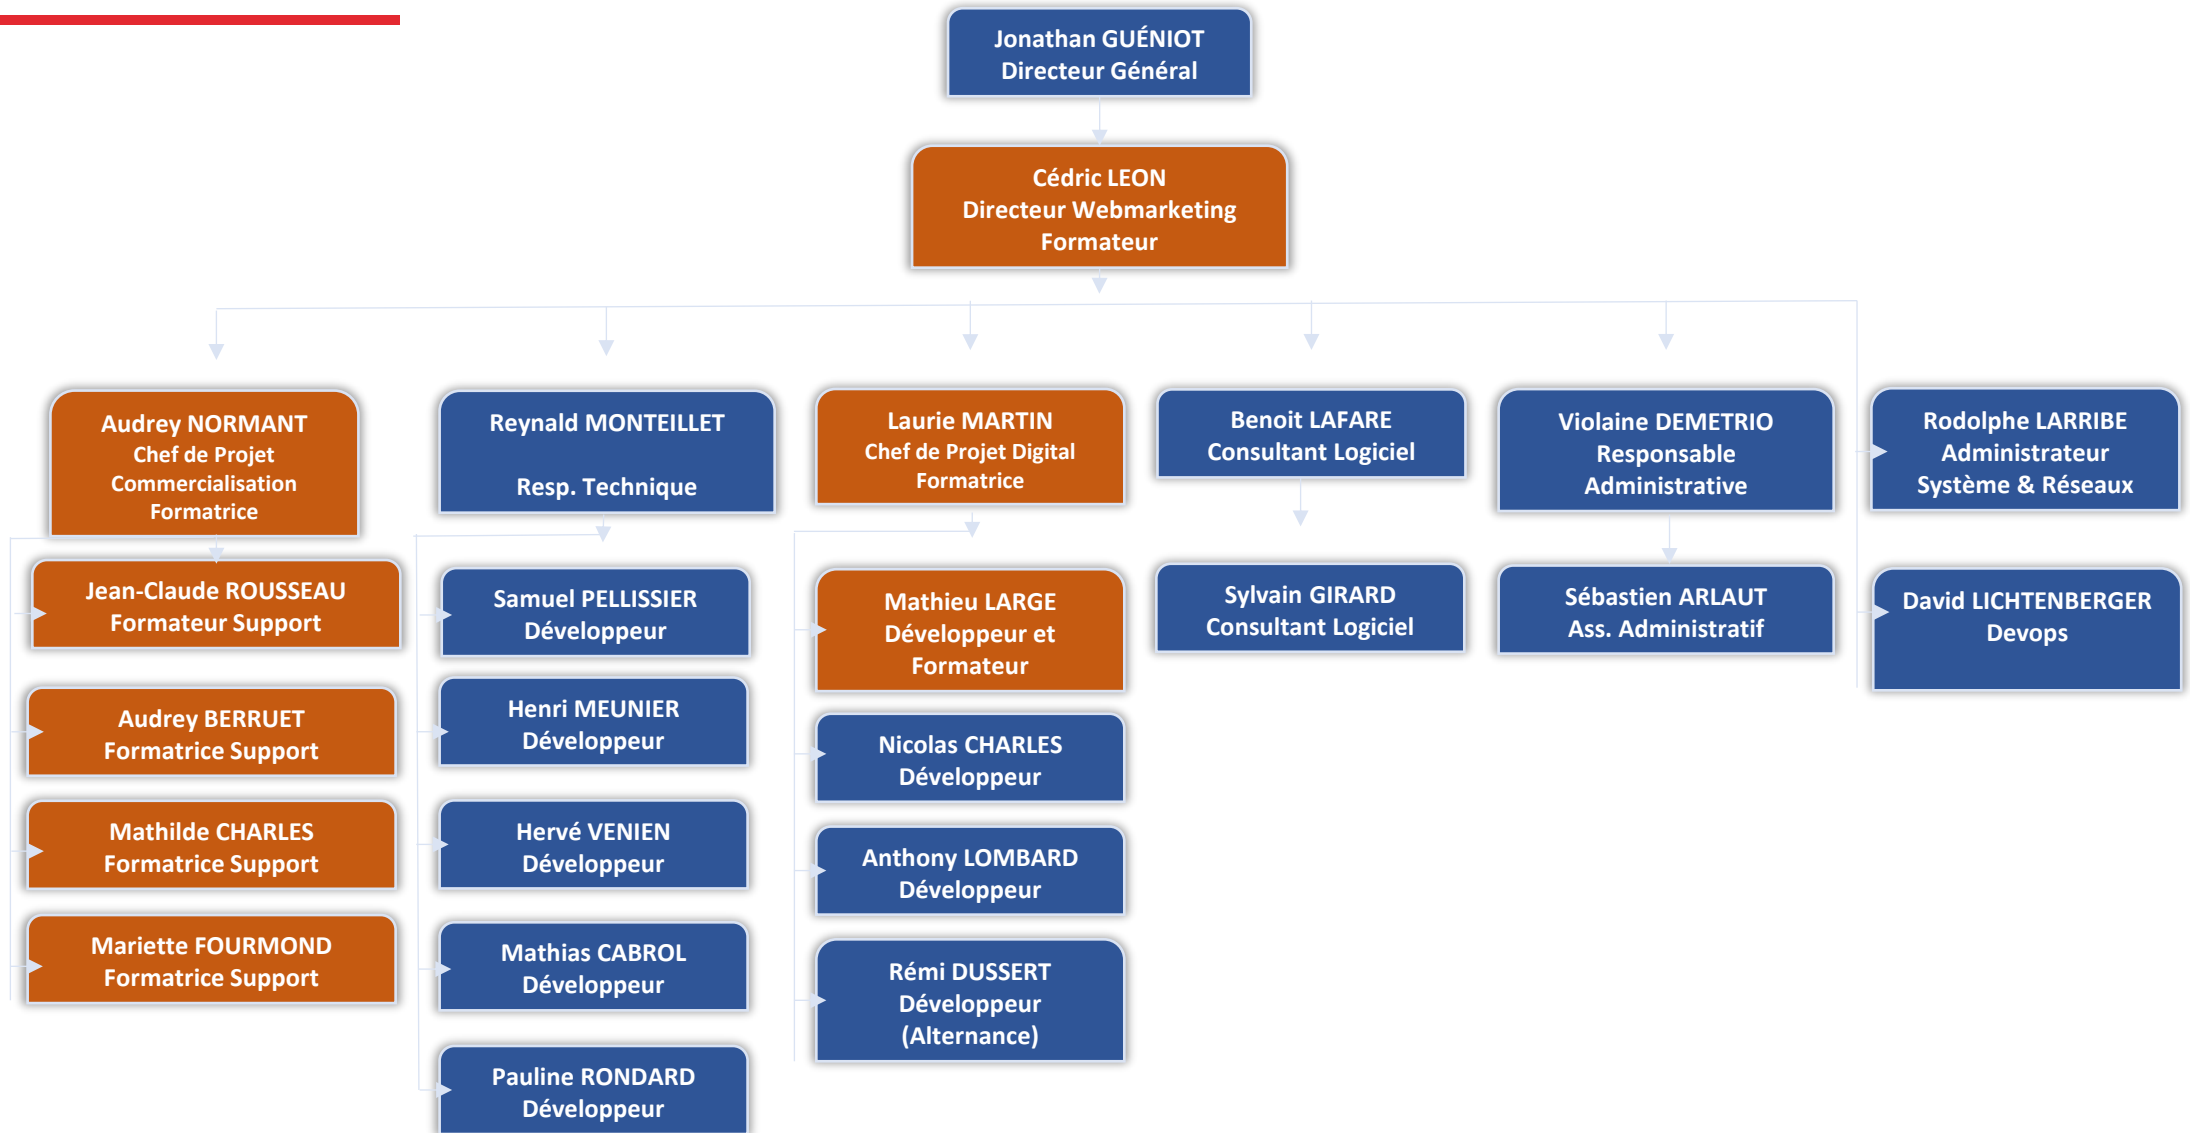 Jonathan GUÉNIOT
Directeur Général
Cédric LEON
Directeur Webmarketing
Formateur
Audrey NORMANT
Chef de Projet
Commercialisation
Formatrice
Jean-Claude ROUSSEAU
Formateur Support
Audrey BERRUET
Formatrice Support
Mathilde CHARLES
Formatrice Support
Mariette FOURMOND
Formatrice Support
Reynald MONTEILLET
Resp. Technique
Samuel PELLISSIER
Développeur
Henri MEUNIER
Développeur
Hervé VENIEN
Développeur
Mathias CABROL
Développeur
Pauline RONDARD
Développeur
Laurie MARTIN
Chef de Projet Digital
Formatrice
Mathieu LARGE
Développeur et
Formateur
Nicolas CHARLES
Développeur
Anthony LOMBARD
Développeur
Rémi DUSSERT
Développeur
(Alternance)
Benoit LAFARE
Consultant Logiciel
Sylvain GIRARD
Consultant Logiciel
Violaine DEMETRIO
Responsable
Administrative
Sébastien ARLAUT
Ass. Administratif
Rodolphe LARRIBE
Administrateur
Système & Réseaux
David LICHTENBERGER
Devops